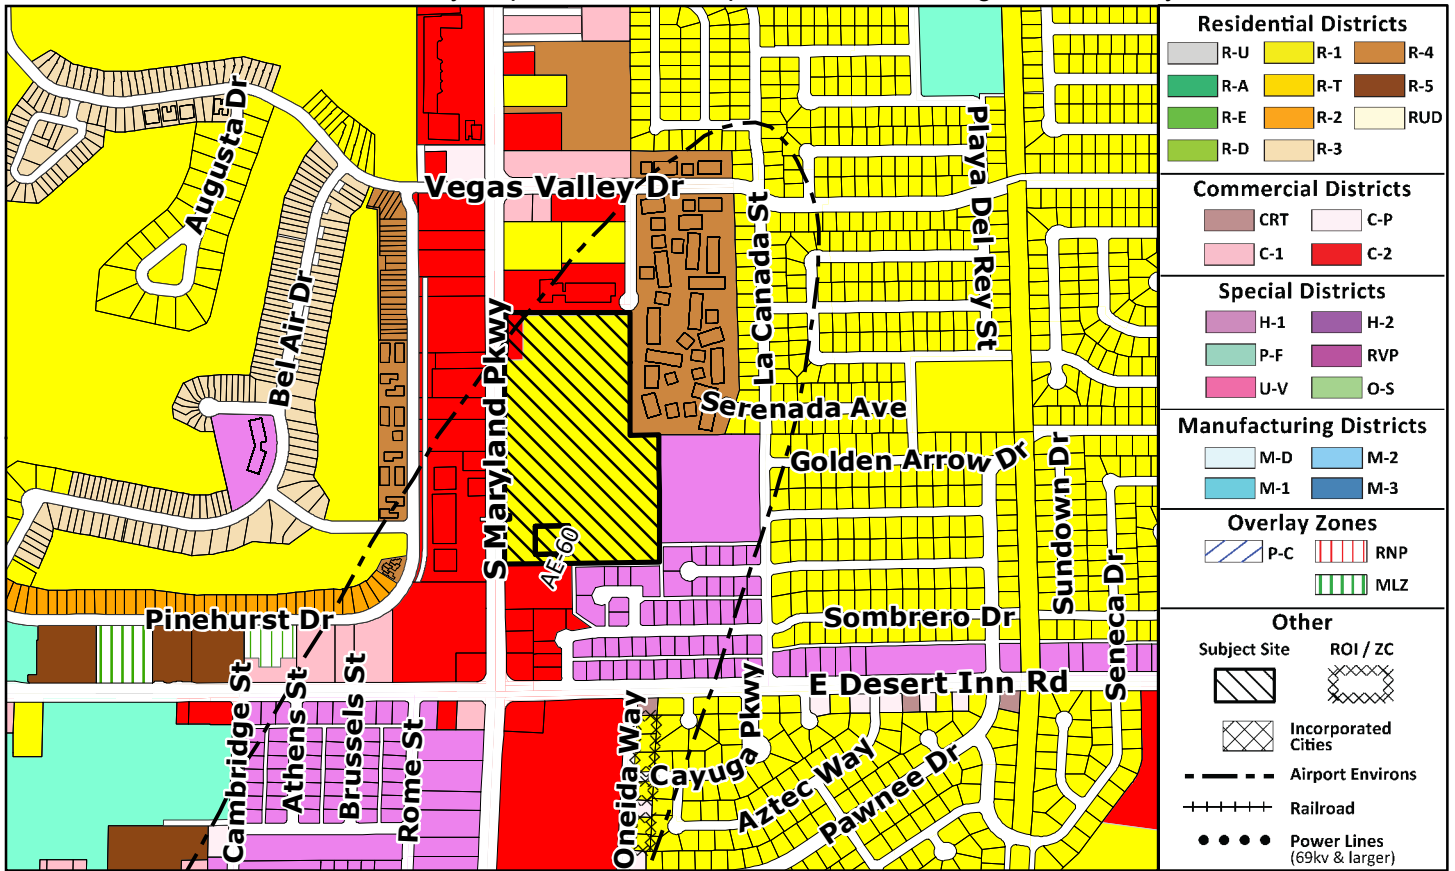 Augusta Dr
Vegas Valley Dr
Bel Air Dr
S Maryland Pkwy
La Canada St
Playa Del Rey St
Serenada Ave
Golden Arrow Dr
AE-60
Sundown Dr
Seneca Dr
Pinehurst Dr
Sombrero Dr
E Desert Inn Rd
Cambridge St
Athens St
Brussels St
Rome St
Oneida Way
Cayuga Pkwy
Aztec Way
Pawnee Dr
Residential Districts
R-U
R-1
R-4
R-A
R-T
R-5
R-E
R-2
RUD
R-D
R-3
Commercial Districts
CRT
C-P
C-1
C-2
Special Districts
H-1
H-2
P-F
RVP
U-V
O-S
Manufacturing Districts
M-D
M-2
M-1
M-3
Overlay Zones
P-C
RNP
MLZ
Other
Subject Site
ROI / ZC
Incorporated
Cities
Airport Environs
Railroad
Power Lines
(69kv & larger)